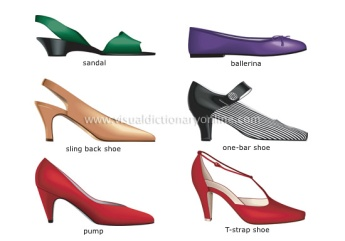 sandal
ballerina
www.visualdictionaryonline.com
sling back shoe
one-bar shoe
pump
T-strap shoe